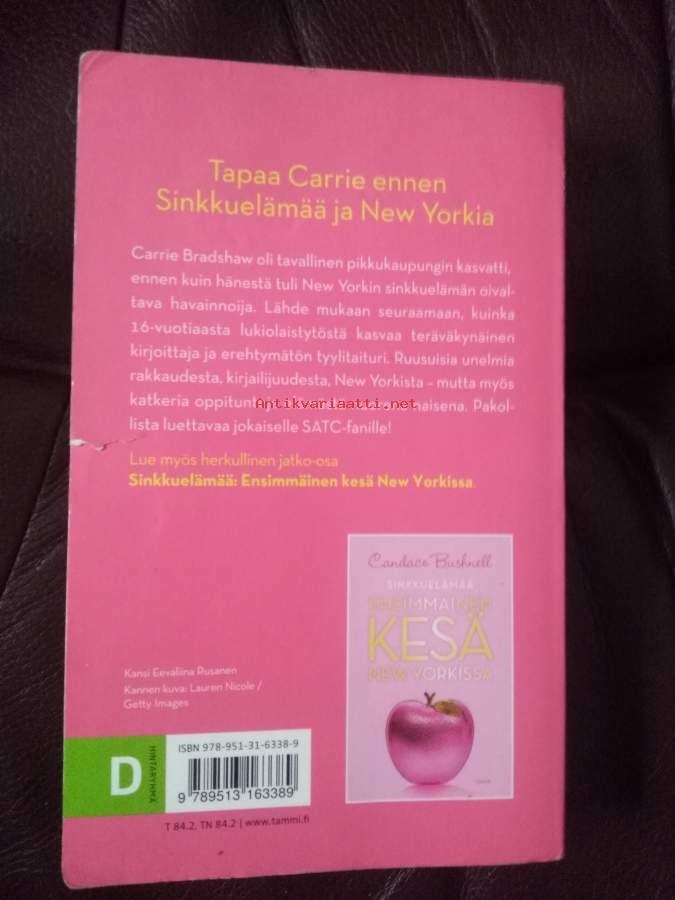 Tapaa Carrie ennen
Sinkkuelämää ja New Yorkia
Carrie Bradshaw oli tavallinen pikkukaupungin kasvatti,
ennen kuin hänestä tuli New Yorkin sinkkuelämän oival-
tava havainnoija. Lähde mukaan seuraamaan, kuinka
16-vuotiaasta lukiolaistytöstä kasvaa teräväkynäinen
kirjoittaja ja erehtymätön tyylitaituri. Ruusuisia unelmia
rakkaudesta, kirjailijuudesta, New Yorkista – mutta myös
katkeria Pakol-
Antikvariaatti.net
lista luettavaa jokaiselle SATC-fanille!
Lue myös herkullinen jatko-osa
Sinkkuelämää: Ensimmäinen kesä New Yorkissa.
Candace Bushnell
SINKKUELÄMÄÄ
ENSIMMÄINEN
KESÄ
NEW YORKISSA
Kansi Eevaliina Rusanen
Kannen kuva: Lauren Nicole /
Getty Images
D
HINTARYHMÄ
ISBN 978-951-31-6338-9
9 789513 163389
T 84.2, TN 84.2 | www.tammi.fi